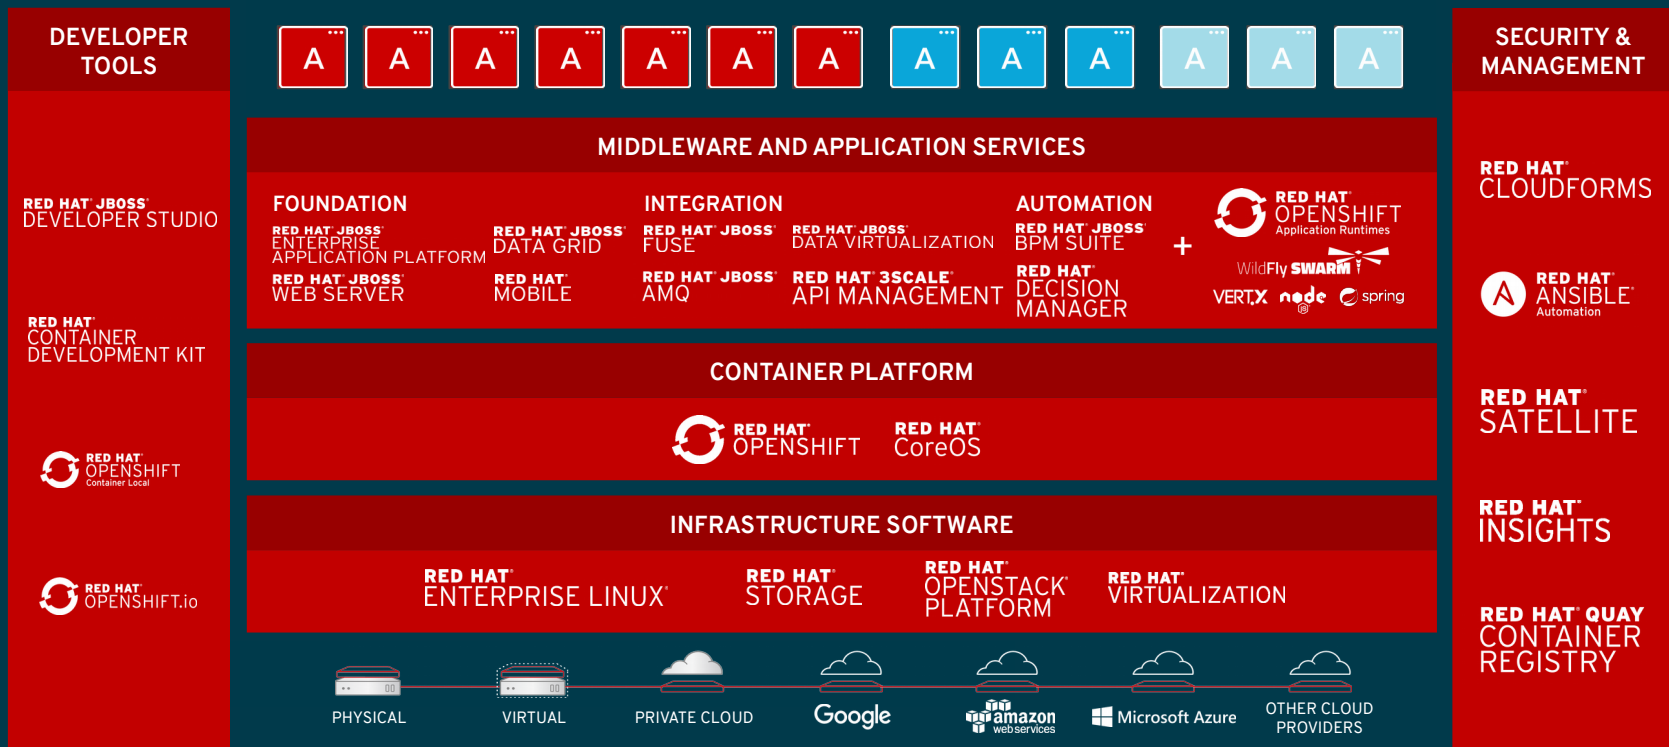 DEVELOPER
TOOLS
RED HAT® JBOSS®
DEVELOPER STUDIO
RED HAT®
CONTAINER
DEVELOPMENT KIT
RED HAT®
OPENSHIFT
Container Local
RED HAT®
OPENSHIFT.io
A A A A A A A A A A A A A
MIDDLEWARE AND APPLICATION SERVICES
FOUNDATION
RED HAT® JBOSS®
ENTERPRISE
APPLICATION PLATFORM
RED HAT® JBOSS®
WEB SERVER
RED HAT® JBOSS®
DATA GRID
RED HAT®
MOBILE
INTEGRATION
RED HAT® JBOSS®
FUSE
RED HAT® JBOSS®
AMQ
RED HAT® JBOSS®
DATA VIRTUALIZATION
RED HAT® 3SCALE®
API MANAGEMENT
AUTOMATION
RED HAT® JBOSS®
BPM SUITE
RED HAT®
DECISION
MANAGER
+
RED HAT®
OPENSHIFT
Application Runtimes
WildFly SWARM
VERT.X node JS spring
CONTAINER PLATFORM
RED HAT®
OPENSHIFT
RED HAT®
CoreOS
INFRASTRUCTURE SOFTWARE
RED HAT®
ENTERPRISE LINUX®
RED HAT®
STORAGE
RED HAT®
OPENSTACK®
PLATFORM
RED HAT®
VIRTUALIZATION
PHYSICAL
VIRTUAL
PRIVATE CLOUD
Google
amazon
web services
Microsoft Azure
OTHER CLOUD
PROVIDERS
SECURITY &
MANAGEMENT
RED HAT®
CLOUDFORMS
A
RED HAT®
ANSIBLE®
Automation
RED HAT®
SATELLITE
RED HAT®
INSIGHTS
RED HAT® QUAY
CONTAINER
REGISTRY